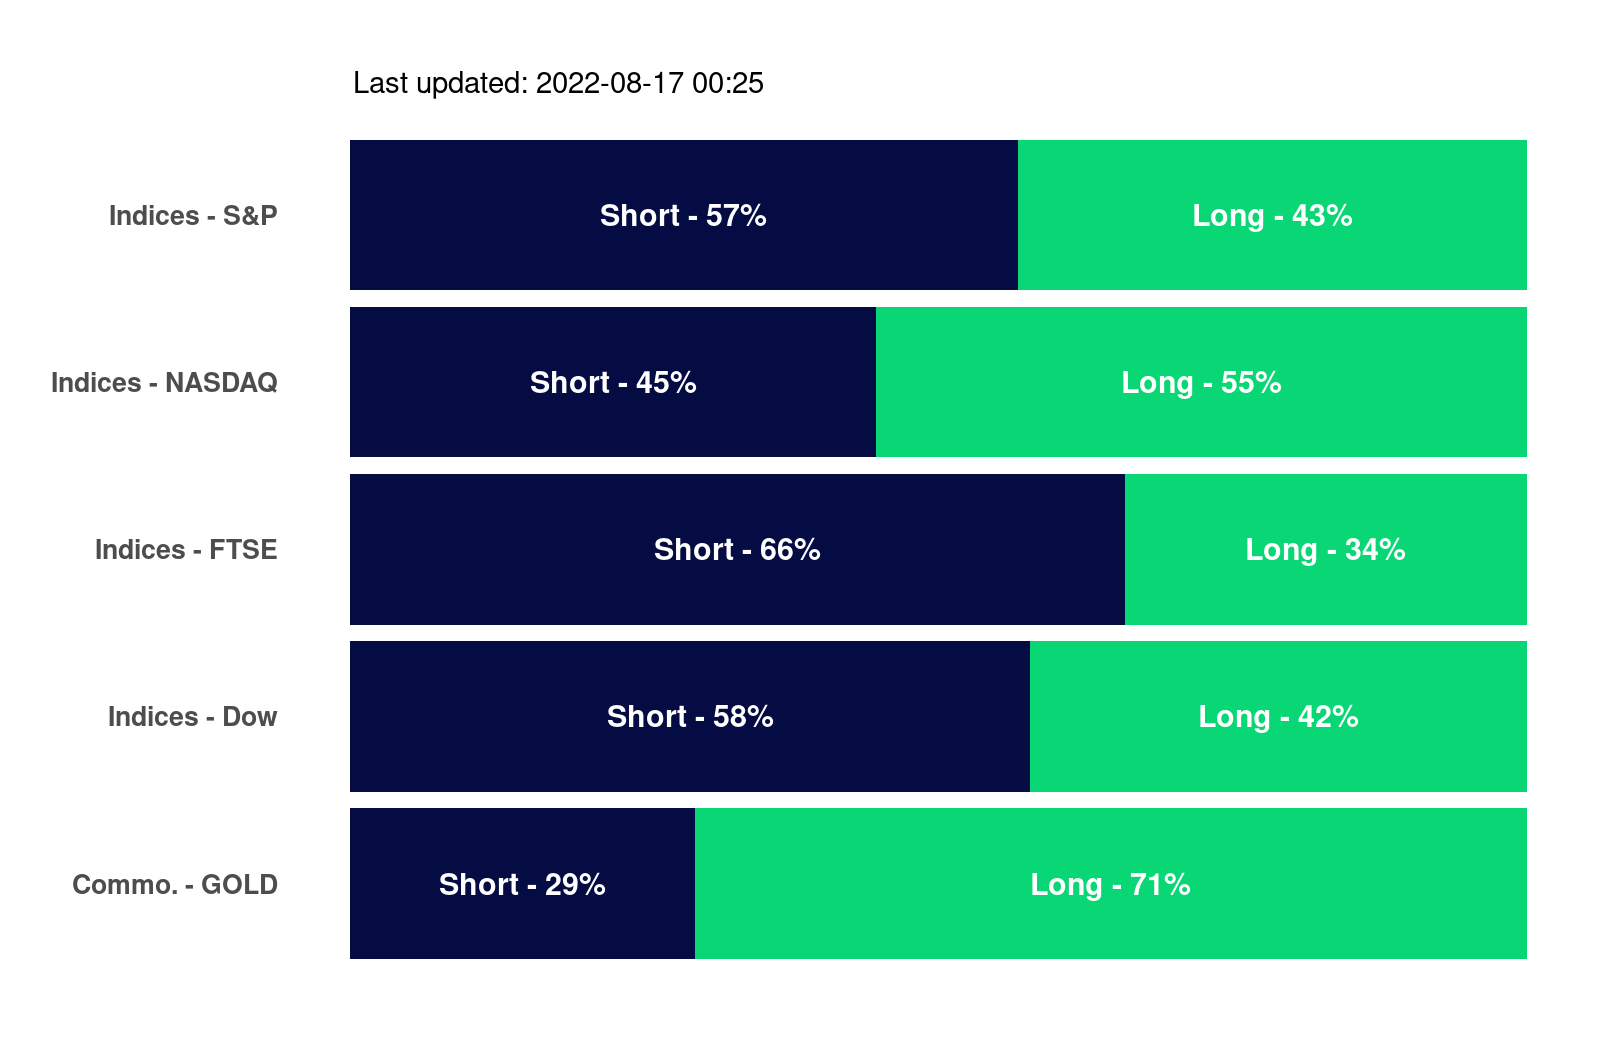 Last updated: 2022-08-17 00:25
Indices - S&P Short - 57% Long - 43%
Indices - NASDAQ Short - 45% Long - 55%
Indices - FTSE Short - 66% Long - 34%
Indices - Dow Short - 58% Long - 42%
Commo. - GOLD Short - 29% Long - 71%